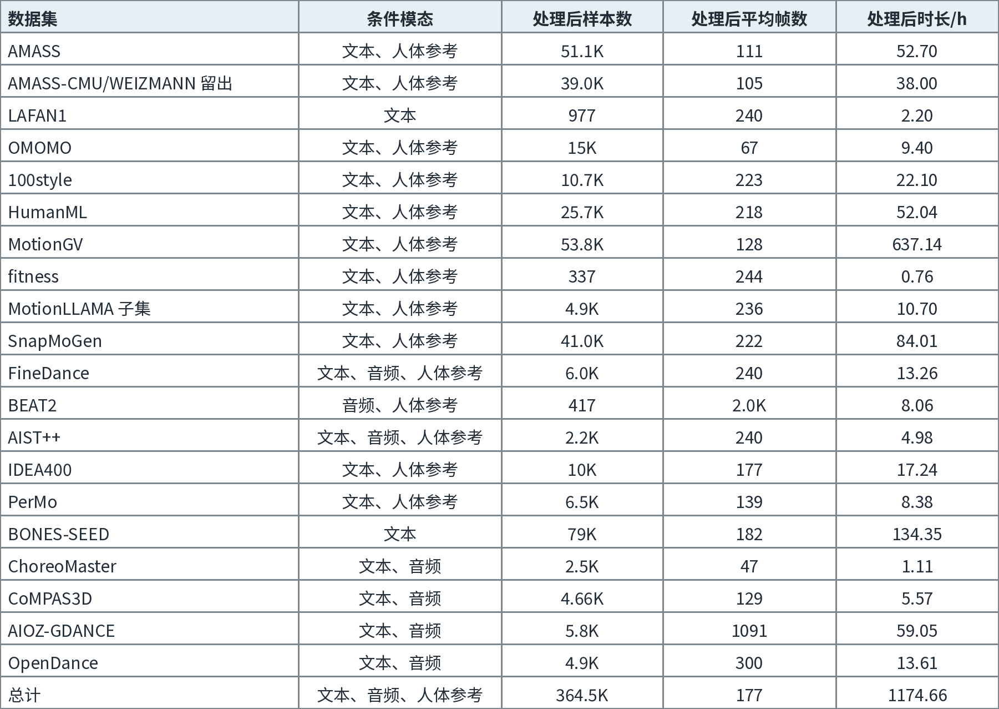 数据集 条件模态 处理后样本数 处理后平均帧数 处理后时长/h
AMASS 文本、人体参考 51.1K 111 52.70
AMASS-CMU/WEIZMANN 留出 文本、人体参考 39.0K 105 38.00
LAFAN1 文本 977 240 2.20
OMOMO 文本、人体参考 15K 67 9.40
100style 文本、人体参考 10.7K 223 22.10
HumanML 文本、人体参考 25.7K 218 52.04
MotionGV 文本、人体参考 53.8K 128 637.14
fitness 文本、人体参考 337 244 0.76
MotionLLAMA 子集 文本、人体参考 4.9K 236 10.70
SnapMoGen 文本、人体参考 41.0K 222 84.01
FineDance 文本、音频、人体参考 6.0K 240 13.26
BEAT2 音频、人体参考 417 2.0K 8.06
AIST++ 文本、音频、人体参考 2.2K 240 4.98
IDEA400 文本、人体参考 10K 177 17.24
PerMo 文本、人体参考 6.5K 139 8.38
BONES-SEED 文本 79K 182 134.35
ChoreoMaster 文本、音频 2.5K 47 1.11
CoMPAS3D 文本、音频 4.66K 129 5.57
AIOZ-GDANCE 文本、音频 5.8K 1091 59.05
OpenDance 文本、音频 4.9K 300 13.61
总计 文本、音频、人体参考 364.5K 177 1174.66